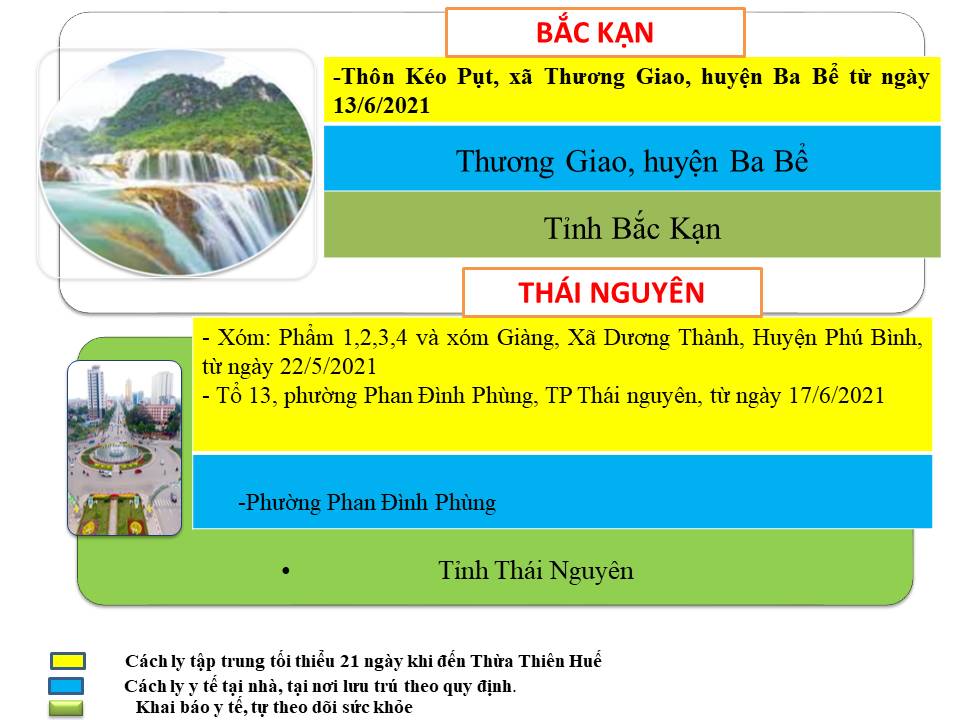 BẮC KẠN
-Thôn Kéo Pụt, xã Thương Giao, huyện Ba Bể từ ngày
13/6/2021
Thương Giao, huyện Ba Bể
Tỉnh Bắc Kạn
THÁI NGUYÊN
- Xóm: Phẩm 1,2,3,4 và xóm Giàng, Xã Dương Thành, Huyện Phú Bình,
từ ngày 22/5/2021
- Tổ 13, phường Phan Đình Phùng, TP Thái nguyên, từ ngày 17/6/2021
-Phường Phan Đình Phùng
• Tỉnh Thái Nguyên
Cách ly tập trung tối thiểu 21 ngày khi đến Thừa Thiên Huế
Cách ly y tế tại nhà, tại nơi lưu trú theo quy định.
Khai báo y tế, tự theo dõi sức khỏe